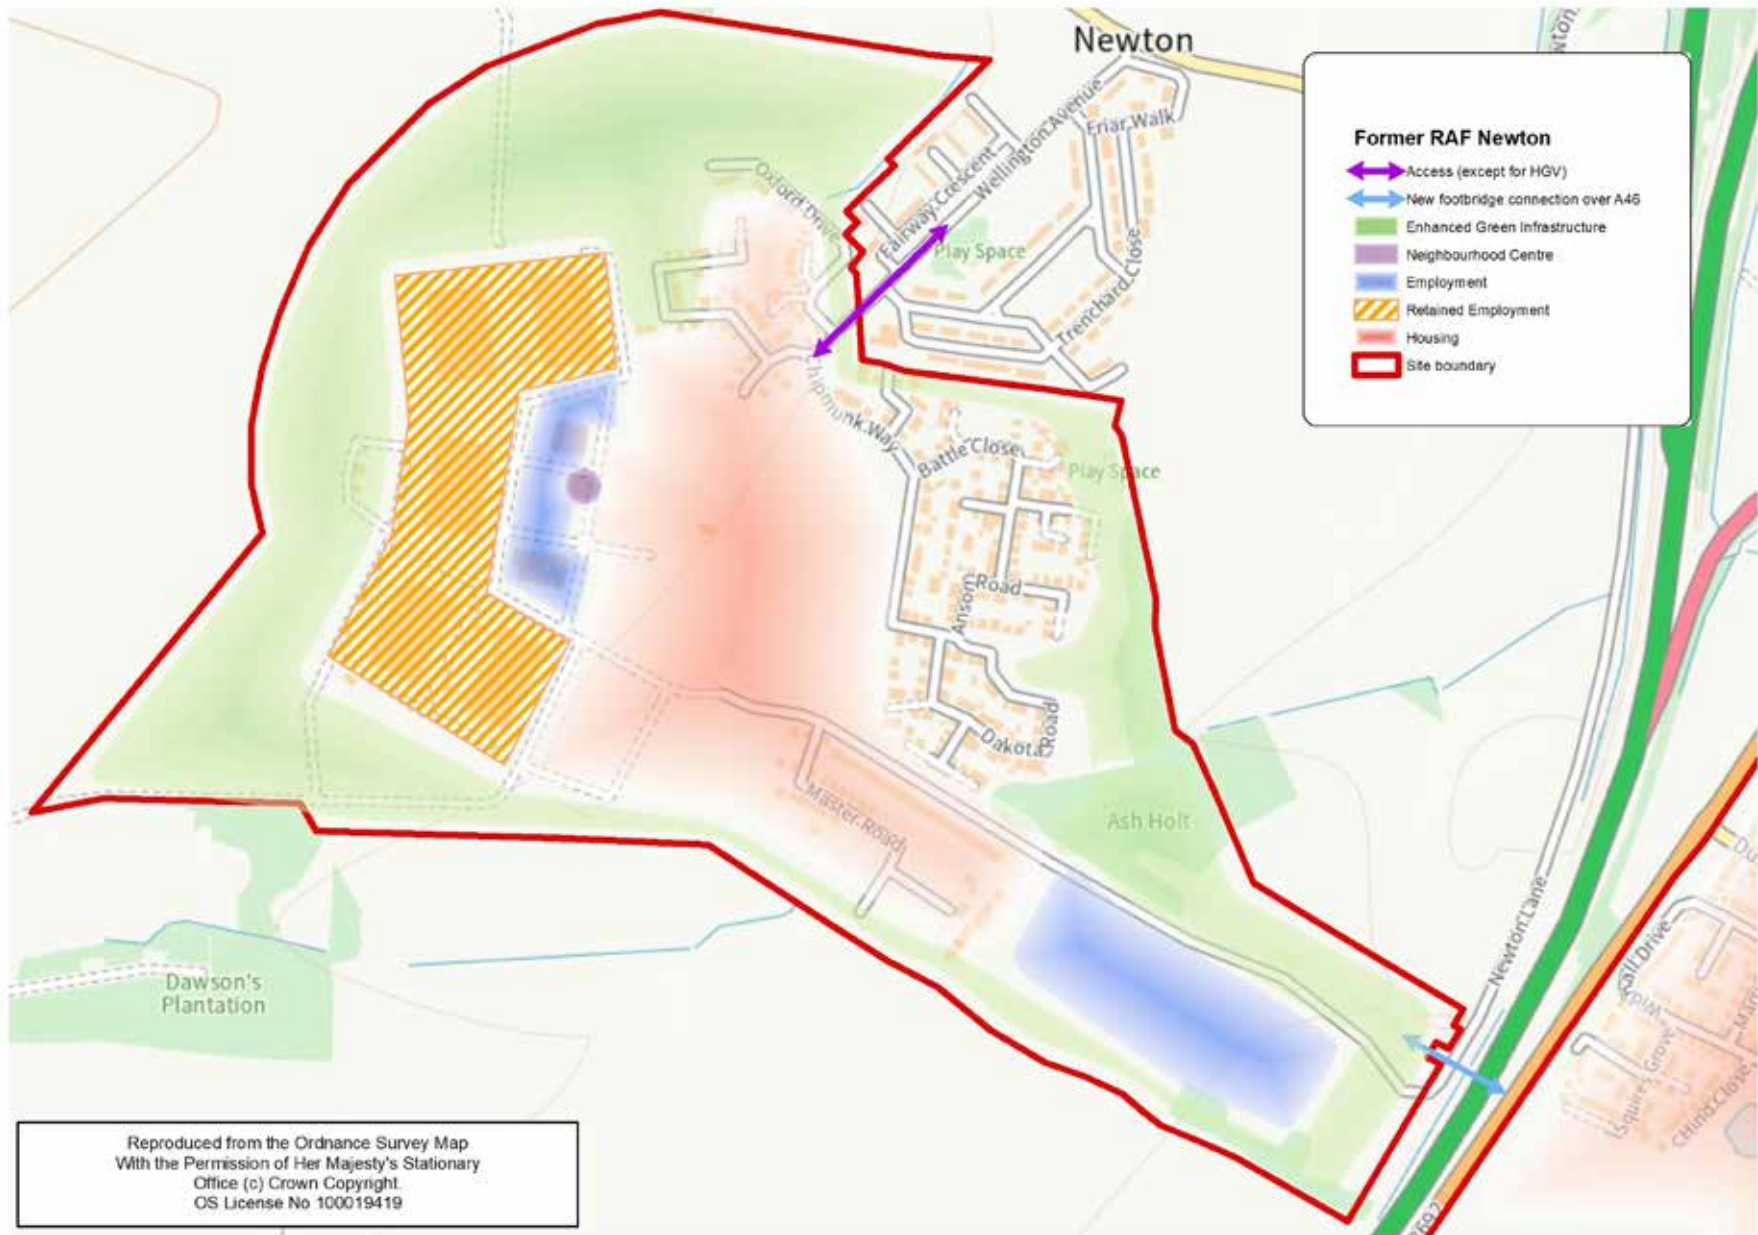 Newton
Former RAF Newton
Access (except for HGV)
New footbridge connection over A46
Enhanced Green Infrastructure
Neighbourhood Centre
Employment
Retained Employment
Housing
Site boundary
Wellington Avenue
Friar Walk
Fairway Crescent
Oxford Drive
Play Space
Trenchard Close
Chipmunk Way
Battle Close
Play Space
Anson
Road
Dakota
Road
Master Road
Ash Holt
Newton Lane
Dawson's
Plantation
Squires Grove
Reproduced from the Ordnance Survey Map
With the Permission of Her Majesty's Stationary
Office (c) Crown Copyright.
OS License No 100019419